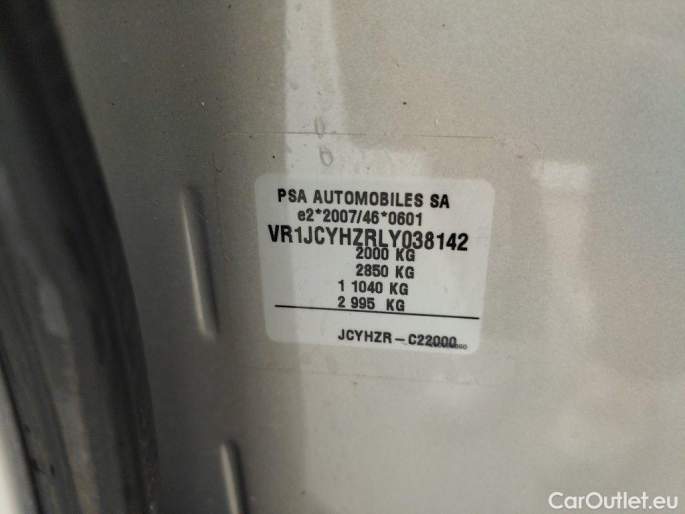 PSA AUTOMOBILES SA
e2*2007/46*0601
VR1JCYHZRLY038142
2000 KG
2850 KG
1 1040 KG
2 995 KG
JCYHZR-C22000
CarOutlet.eu